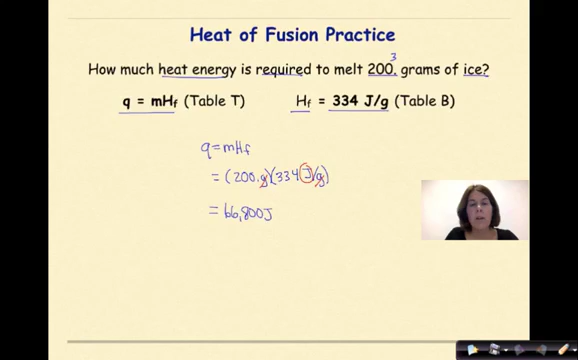 Heat of Fusion Practice
3
How much heat energy is required to melt 200. grams of ice?
q = mHf (Table T) Hf = 334 J/g (Table B)
q=mHf
= (200.g)(334 J/g)
= 66,800J